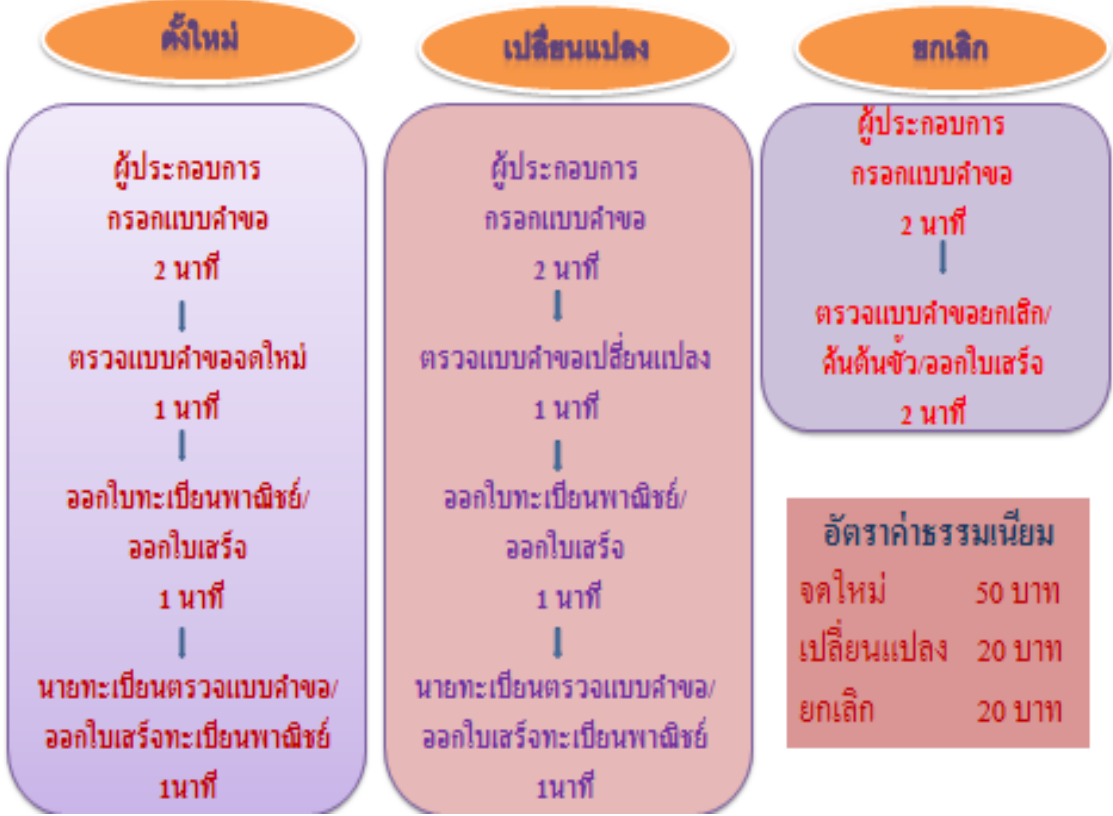 ตั้งใหม่
ผู้ประกอบการ
กรอกแบบคำขอ
2 นาที
ตรวจแบบคำขอจดใหม่
1 นาที
ออกใบทะเบียนพาณิชย์/
ออกใบเสร็จ
1 นาที
นายทะเบียนตรวจแบบคำขอ/
ออกใบเสร็จทะเบียนพาณิชย์
1นาที
เปลี่ยนแปลง
ผู้ประกอบการ
กรอกแบบคำขอ
2 นาที
ตรวจแบบคำขอเปลี่ยนแปลง
1 นาที
ออกใบทะเบียนพาณิชย์/
ออกใบเสร็จ
1 นาที
นายทะเบียนตรวจแบบคำขอ/
ออกใบเสร็จทะเบียนพาณิชย์
1นาที
ยกเลิก
ผู้ประกอบการ
กรอกแบบคำขอ
2 นาที
ตรวจแบบคำขอยกเลิก/
ค้นต้นขั้ว/ออกใบเสร็จ
2 นาที
อัตราค่าธรรมเนียม
จดใหม่ 50 บาท
เปลี่ยนแปลง 20 บาท
ยกเลิก 20 บาท